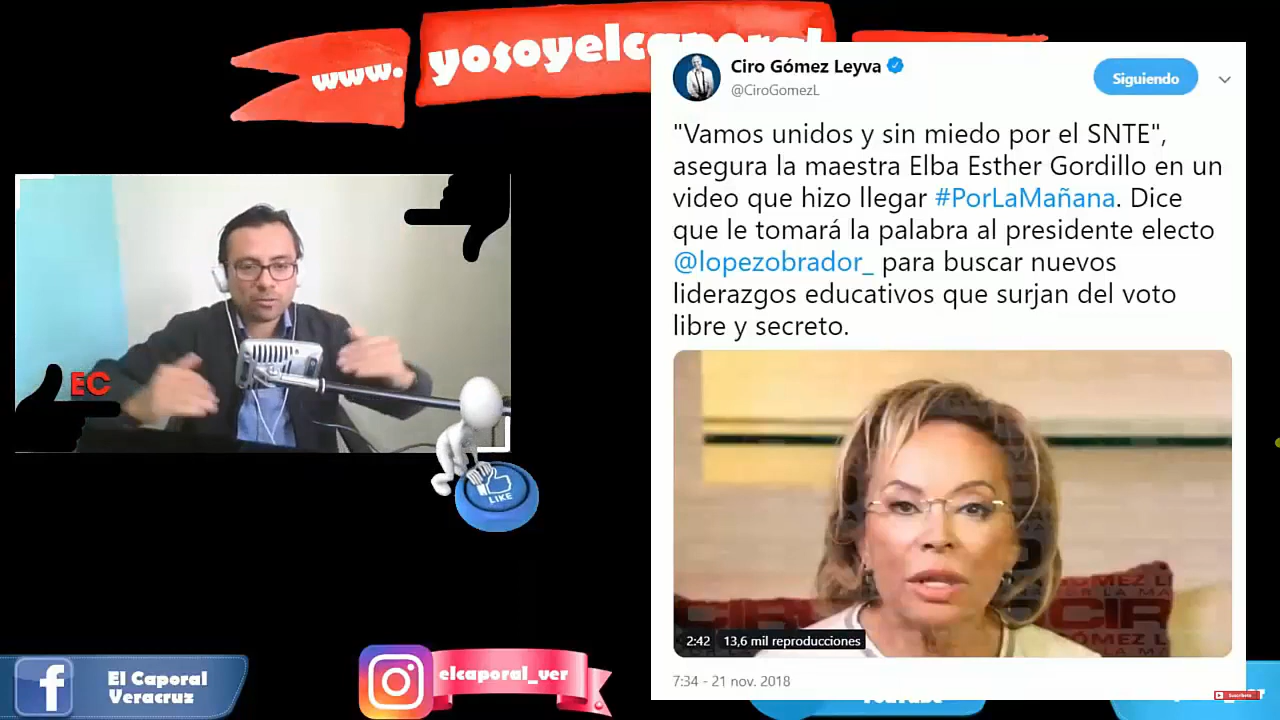 www.
yosoyelcaporal
Ciro Gómez Leyva
@CiroGomezL
Siguiendo
"Vamos unidos y sin miedo por el SNTE",
asegura la maestra Elba Esther Gordillo en un
video que hizo llegar #PorLaMañana. Dice
que le tomará la palabra al presidente electo
@lopezobrador_ para buscar nuevos
liderazgos educativos que surjan del voto
libre y secreto.
EC
LIKE
2:42 13,6 mil reproducciones
7:34 - 21 nov. 2018
El Caporal
Veracruz
elcaporal_ver